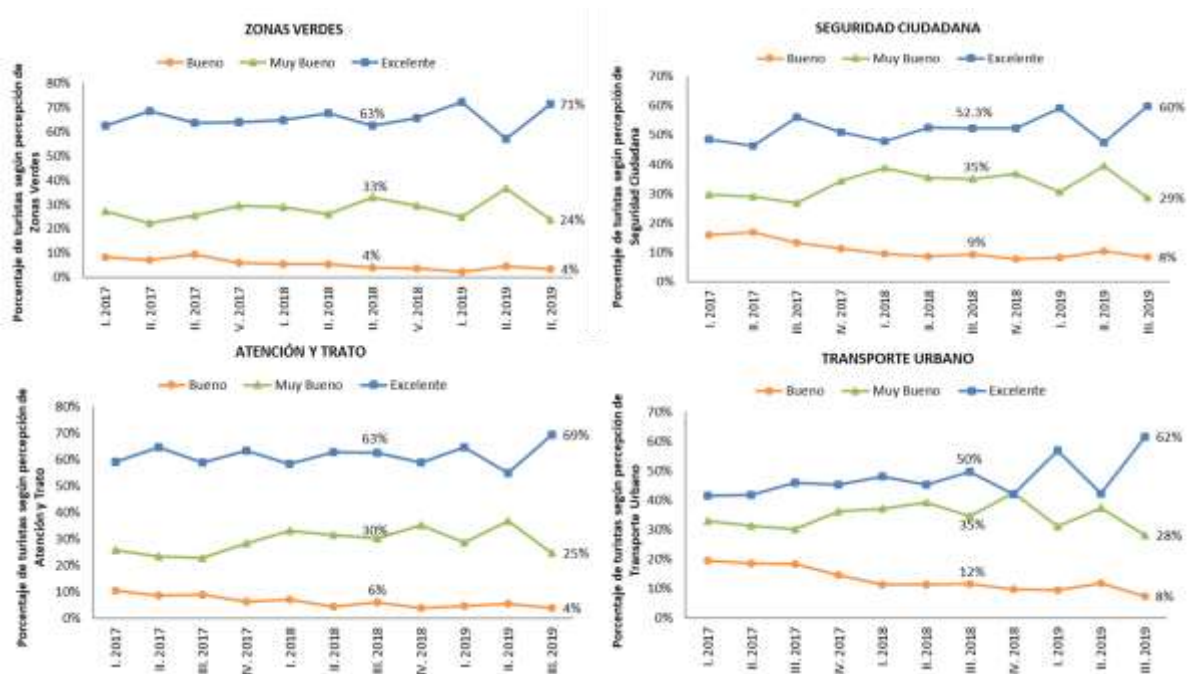 ZONAS VERDES
Bueno Muy Bueno Excelente
Porcentaje de turistas según percepción de
Zonas Verdes
80%
70%
60%
50%
40%
30%
20%
10%
0%
63%
71%
33%
24%
4%
4%
I. 2017
II. 2017
II. 2017
V. 2017
I. 2018
II. 2018
II. 2018
V. 2018
I. 2019
II. 2019
II. 2019
SEGURIDAD CIUDADANA
Bueno Muy Bueno Excelente
Porcentaje de turistas según percepción de
Seguridad Ciudadana
70%
60%
50%
40%
30%
20%
10%
0%
52.3%
60%
35%
29%
9%
8%
I. 2017
II. 2017
III. 2017
IV. 2017
I. 2018
II. 2018
III. 2018
IV. 2018
I. 2019
II. 2019
III. 2019
ATENCIÓN Y TRATO
Bueno Muy Bueno Excelente
Porcentaje de turistas según percepción de
Atención y Trato
80%
70%
60%
50%
40%
30%
20%
10%
0%
63%
69%
30%
25%
6%
4%
I. 2017
II. 2017
III. 2017
IV. 2017
I. 2018
II. 2018
III. 2018
IV. 2018
I. 2019
II. 2019
III. 2019
TRANSPORTE URBANO
Bueno Muy Bueno Excelente
Porcentaje de turistas según percepción de
Transporte Urbano
70%
60%
50%
40%
30%
20%
10%
0%
50%
62%
35%
28%
12%
8%
I. 2017
II. 2017
III. 2017
IV. 2017
I. 2018
II. 2018
III. 2018
IV. 2018
I. 2019
II. 2019
III. 2019